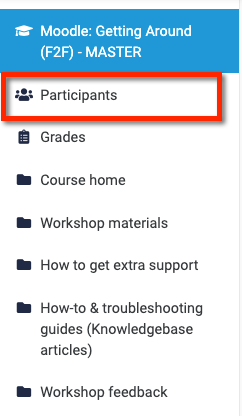 Moodle: Getting Around
(F2F) - MASTER
Participants
Grades
Course home
Workshop materials
How to get extra support
How-to & troubleshooting
guides (Knowledgebase
articles)
Workshop feedback